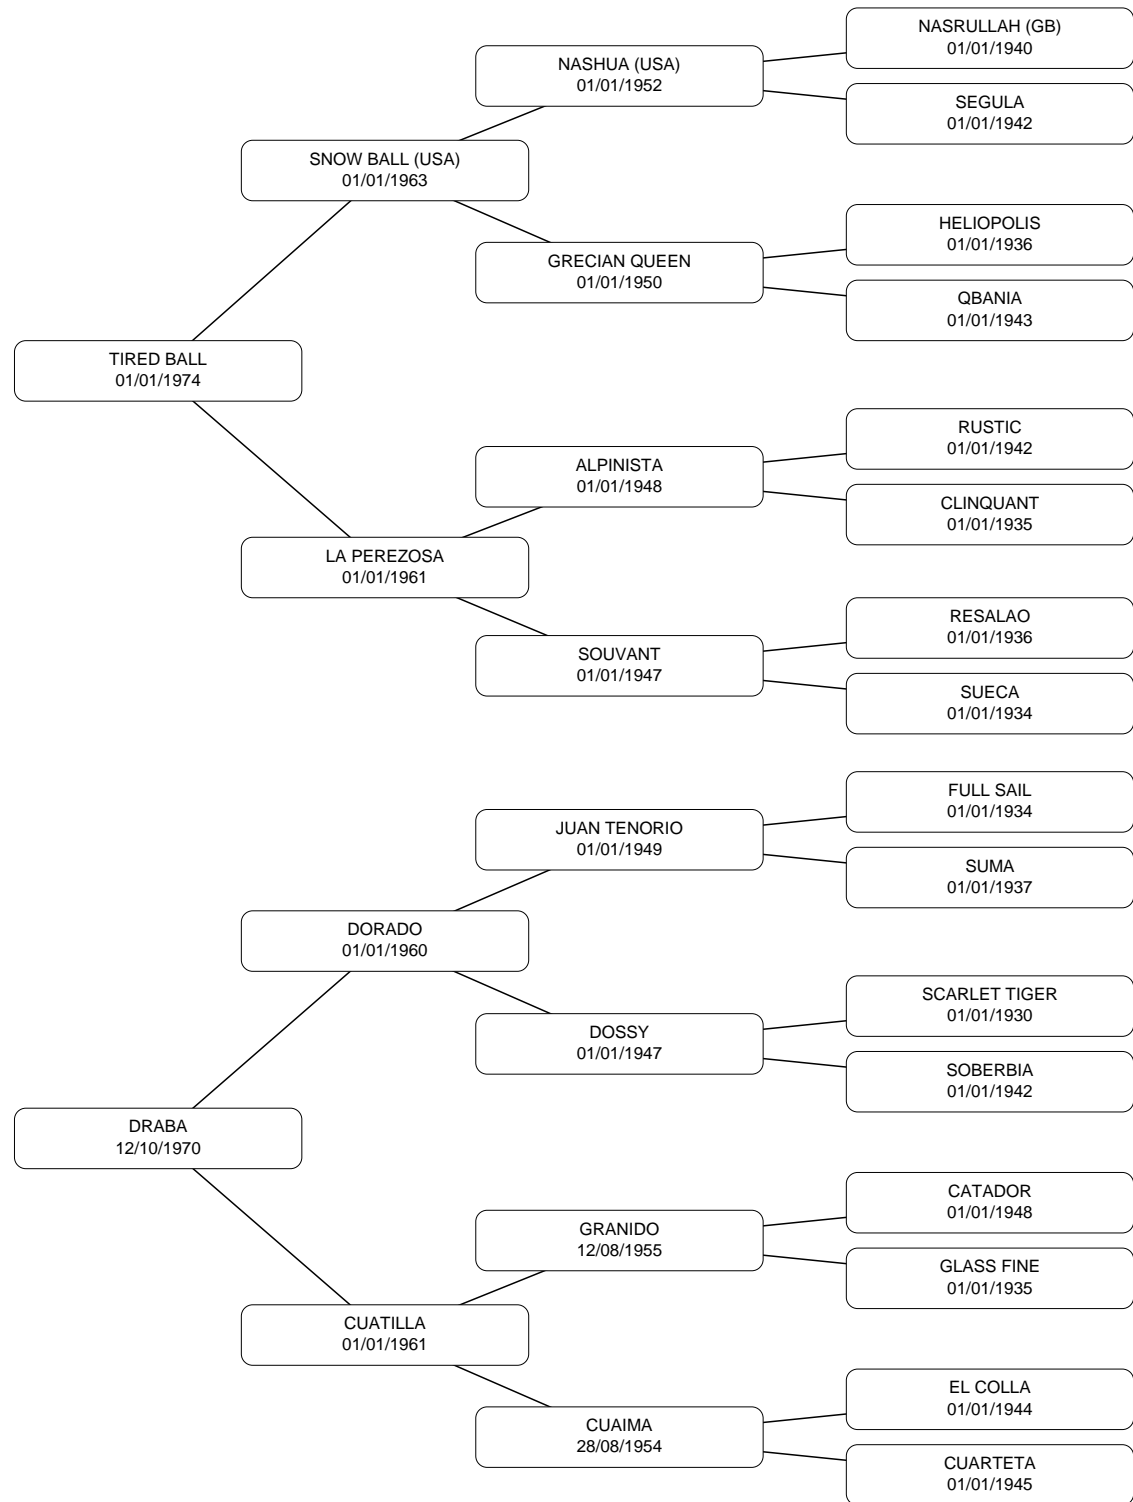 NASRULLAH (GB)
01/01/1940
NASHUA (USA)
01/01/1952
SEGULA
01/01/1942
SNOW BALL (USA)
01/01/1963
HELIOPOLIS
01/01/1936
GRECIAN QUEEN
01/01/1950
QBANIA
01/01/1943
TIRED BALL
01/01/1974
RUSTIC
01/01/1942
ALPINISTA
01/01/1948
CLINQUANT
01/01/1935
LA PEREZOSA
01/01/1961
RESALAO
01/01/1936
SOUVANT
01/01/1947
SUECA
01/01/1934
FULL SAIL
01/01/1934
JUAN TENORIO
01/01/1949
SUMA
01/01/1937
DORADO
01/01/1960
SCARLET TIGER
01/01/1930
DOSSY
01/01/1947
SOBERBIA
01/01/1942
DRABA
12/10/1970
CATADOR
01/01/1948
GRANIDO
12/08/1955
GLASS FINE
01/01/1935
CUATILLA
01/01/1961
EL COLLA
01/01/1944
CUAIMA
28/08/1954
CUARTETA
01/01/1945